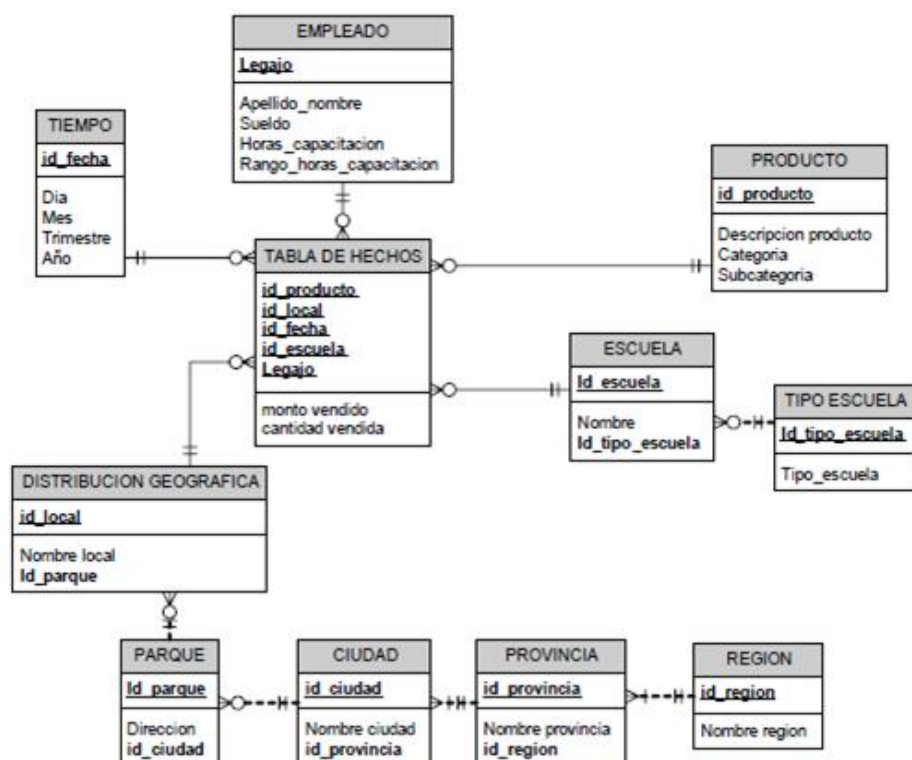 EMPLEADO
Legajo
Apellido_nombre
Sueldo
Horas_capacitacion
Rango_horas_capacitacion
TIEMPO
id_fecha
Dia
Mes
Trimestre
Año
PRODUCTO
id_producto
Descripcion producto
Categoria
Subcategoria
TABLA DE HECHOS
id_producto
id_local
id_fecha
id_escuela
Legajo
monto vendido
cantidad vendida
ESCUELA
Id_escuela
Nombre
Id_tipo_escuela
TIPO ESCUELA
Id_tipo_escuela
Tipo_escuela
DISTRIBUCION GEOGRAFICA
id_local
Nombre local
Id_parque
PARQUE
Id_parque
Direccion
id_ciudad
CIUDAD
id_ciudad
Nombre ciudad
id_provincia
PROVINCIA
id_provincia
Nombre provincia
id_region
REGION
id_region
Nombre region